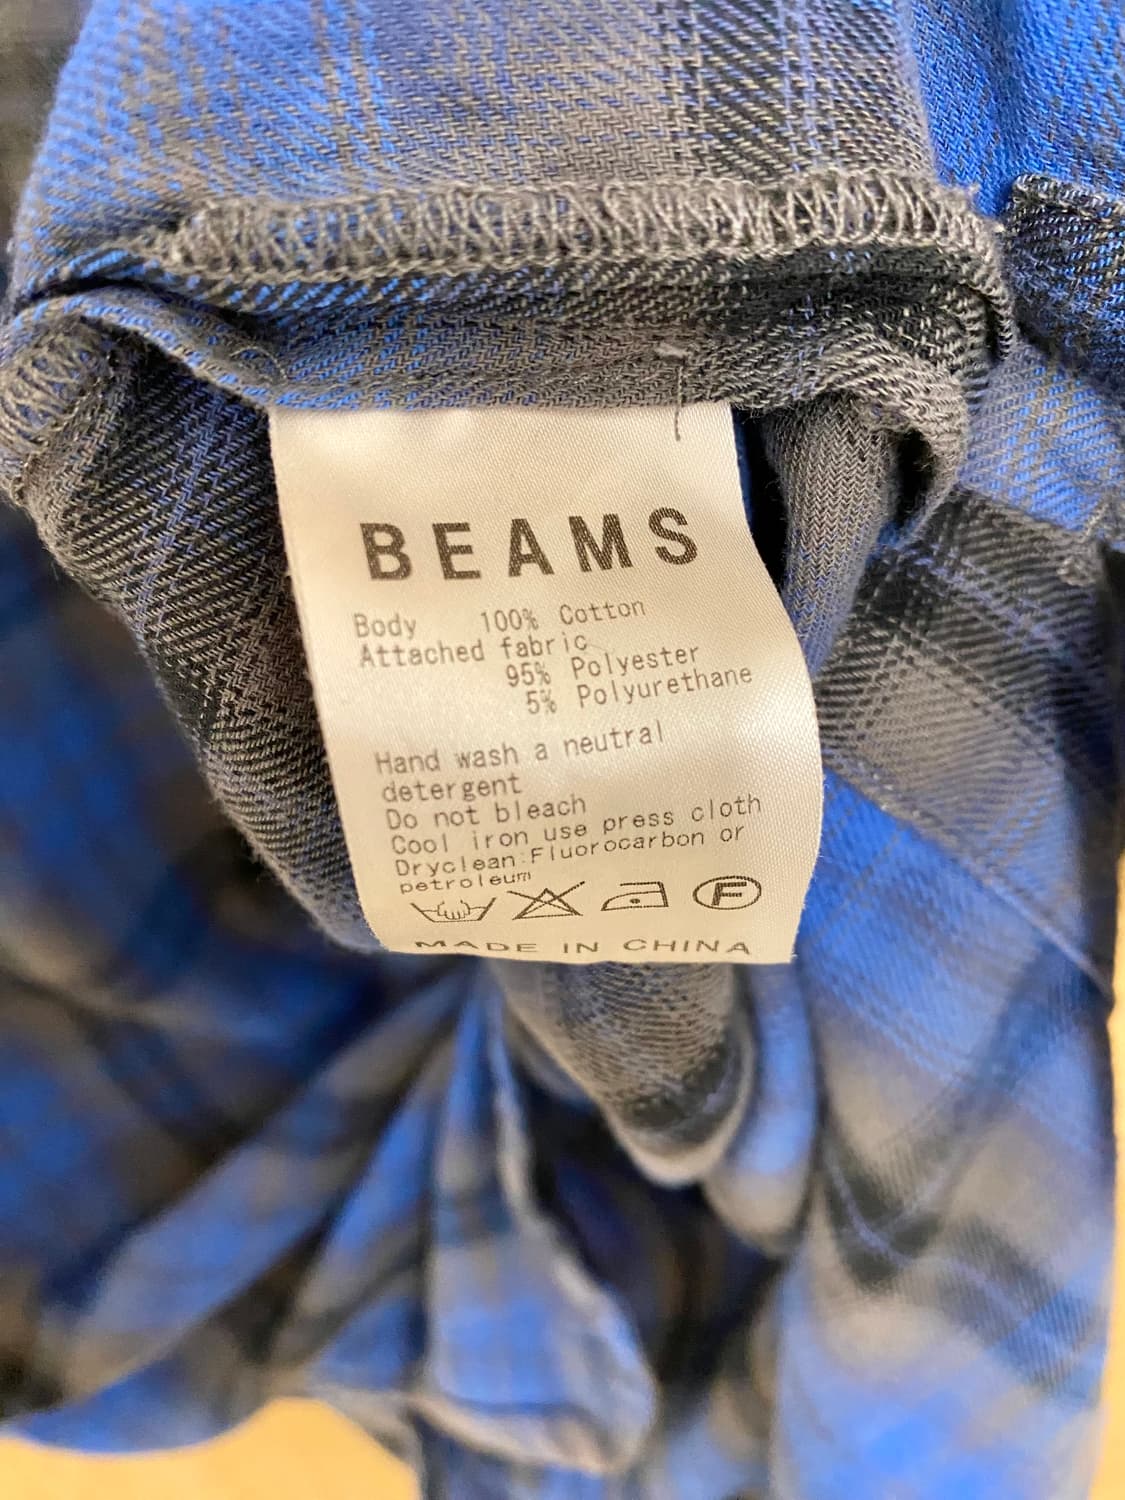 BEAMS
Body 100% Cotton
Attached fabric
95% Polyester
5% Polyurethane
Hand wash a neutral
detergent
Do not bleach
Cool iron use press cloth
Dryclean:Fluorocarbon or
petroleum
F
MADE IN CHINA